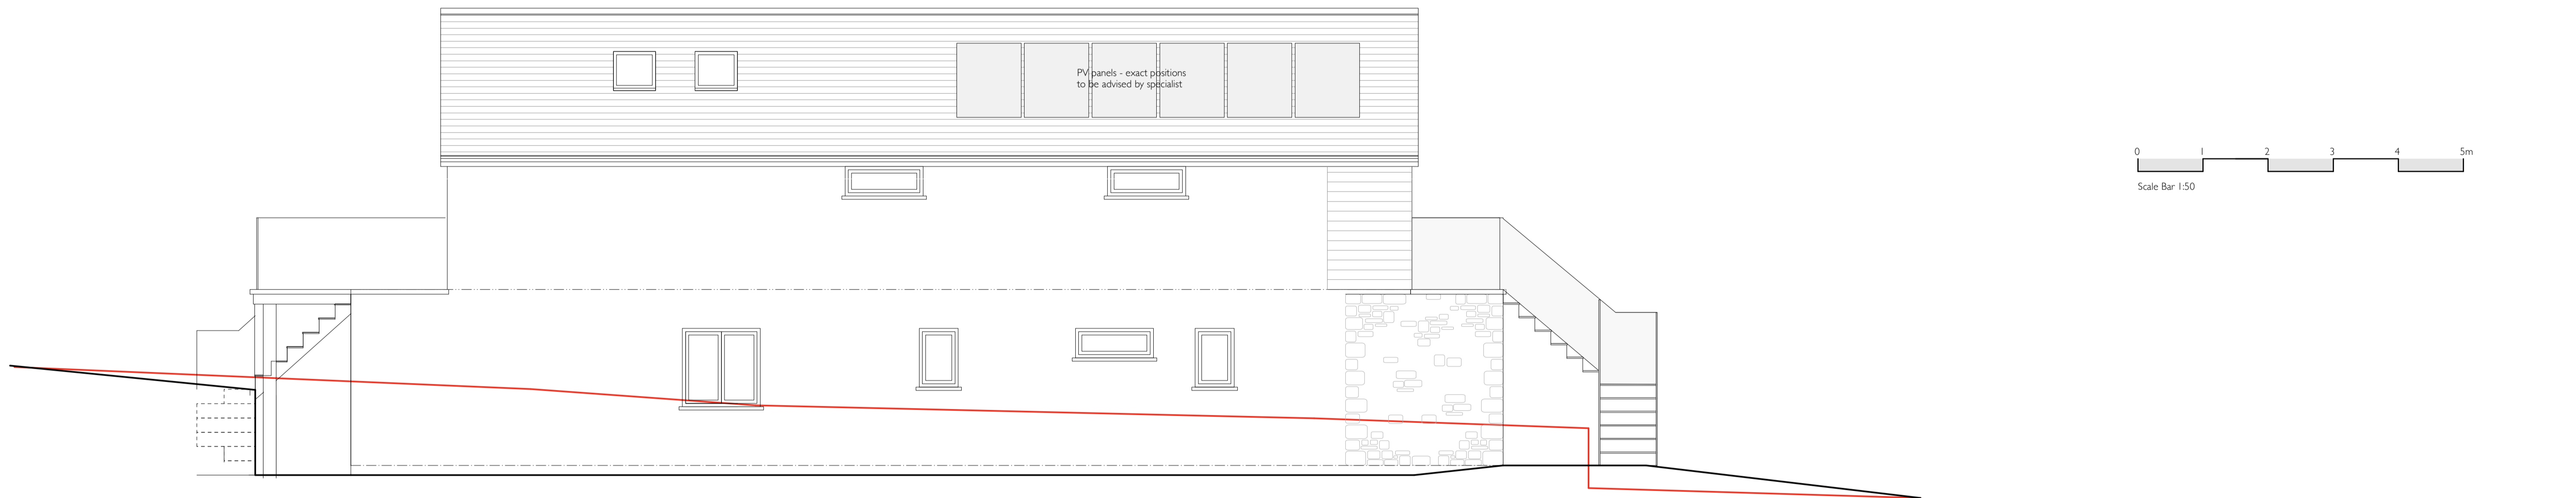 PV panels - exact positions
to be advised by specialist
0 1 2 3 4 5m
Scale Bar 1:50